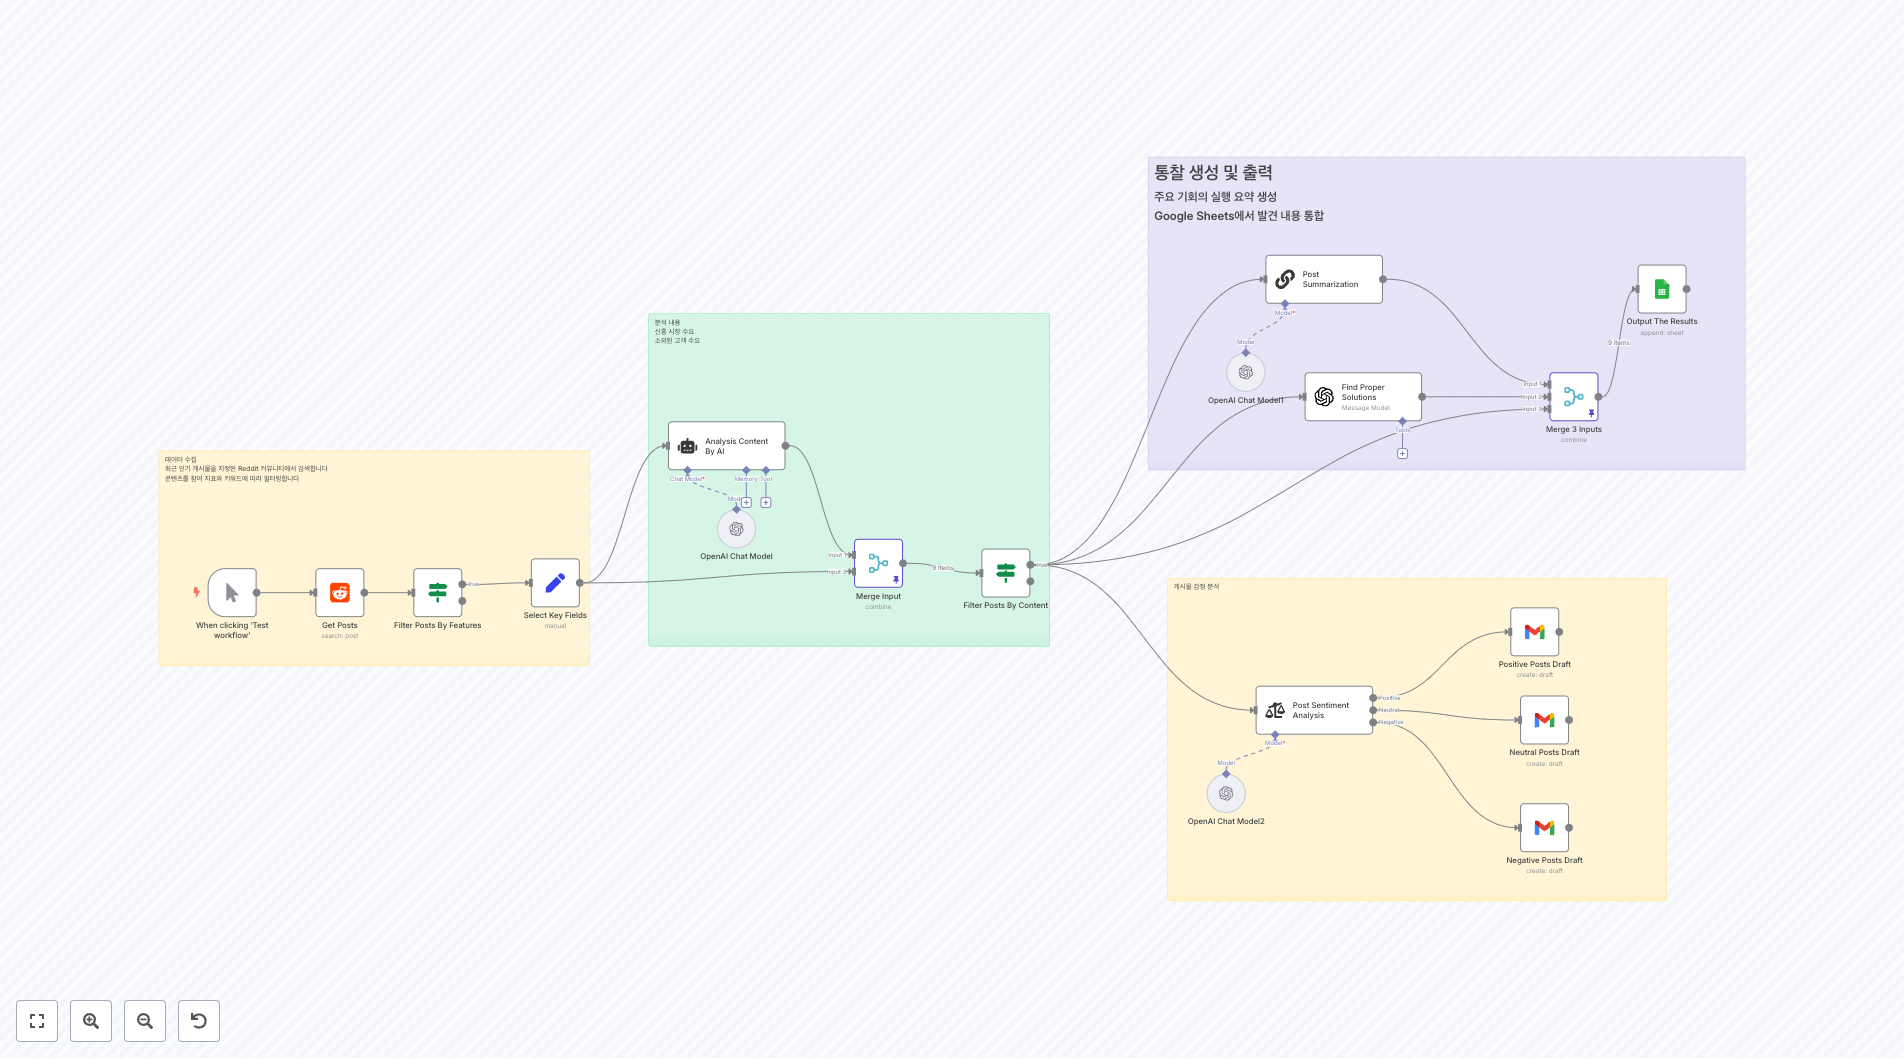 통찰 생성 및 출력
주요 기회의 실행 요약 생성
Google Sheets에서 발견 내용 통합
Post
Summarization
Model*
Model
OpenAI Chat Model1
Find Proper
Solutions
Message Model
Tools
Input 1
Input 2
Input 3
Merge 3 Inputs
combine
9 items
Output The Results
append: sheet
분석 내용
신흥 시장 수요
소외된 고객 수요
Analysis Content
By AI
Chat Model*
Memory
Tool
Model
OpenAI Chat Model
Input 1
Input 2
Merge Input
combine
9 items
Filter Posts By Content
true
데이터 수집
최근 인기 게시물을 지정된 Reddit 커뮤니티에서 검색합니다
콘텐츠를 참여 지표와 키워드에 따라 필터링합니다
When clicking 'Test
workflow'
Get Posts
search: post
Filter Posts By Features
true
Select Key Fields
manual
게시물 감정 분석
Post Sentiment
Analysis
Positive
Neutral
Negative
Model*
Model
OpenAI Chat Model2
Positive Posts Draft
create: draft
Neutral Posts Draft
create: draft
Negative Posts Draft
create: draft